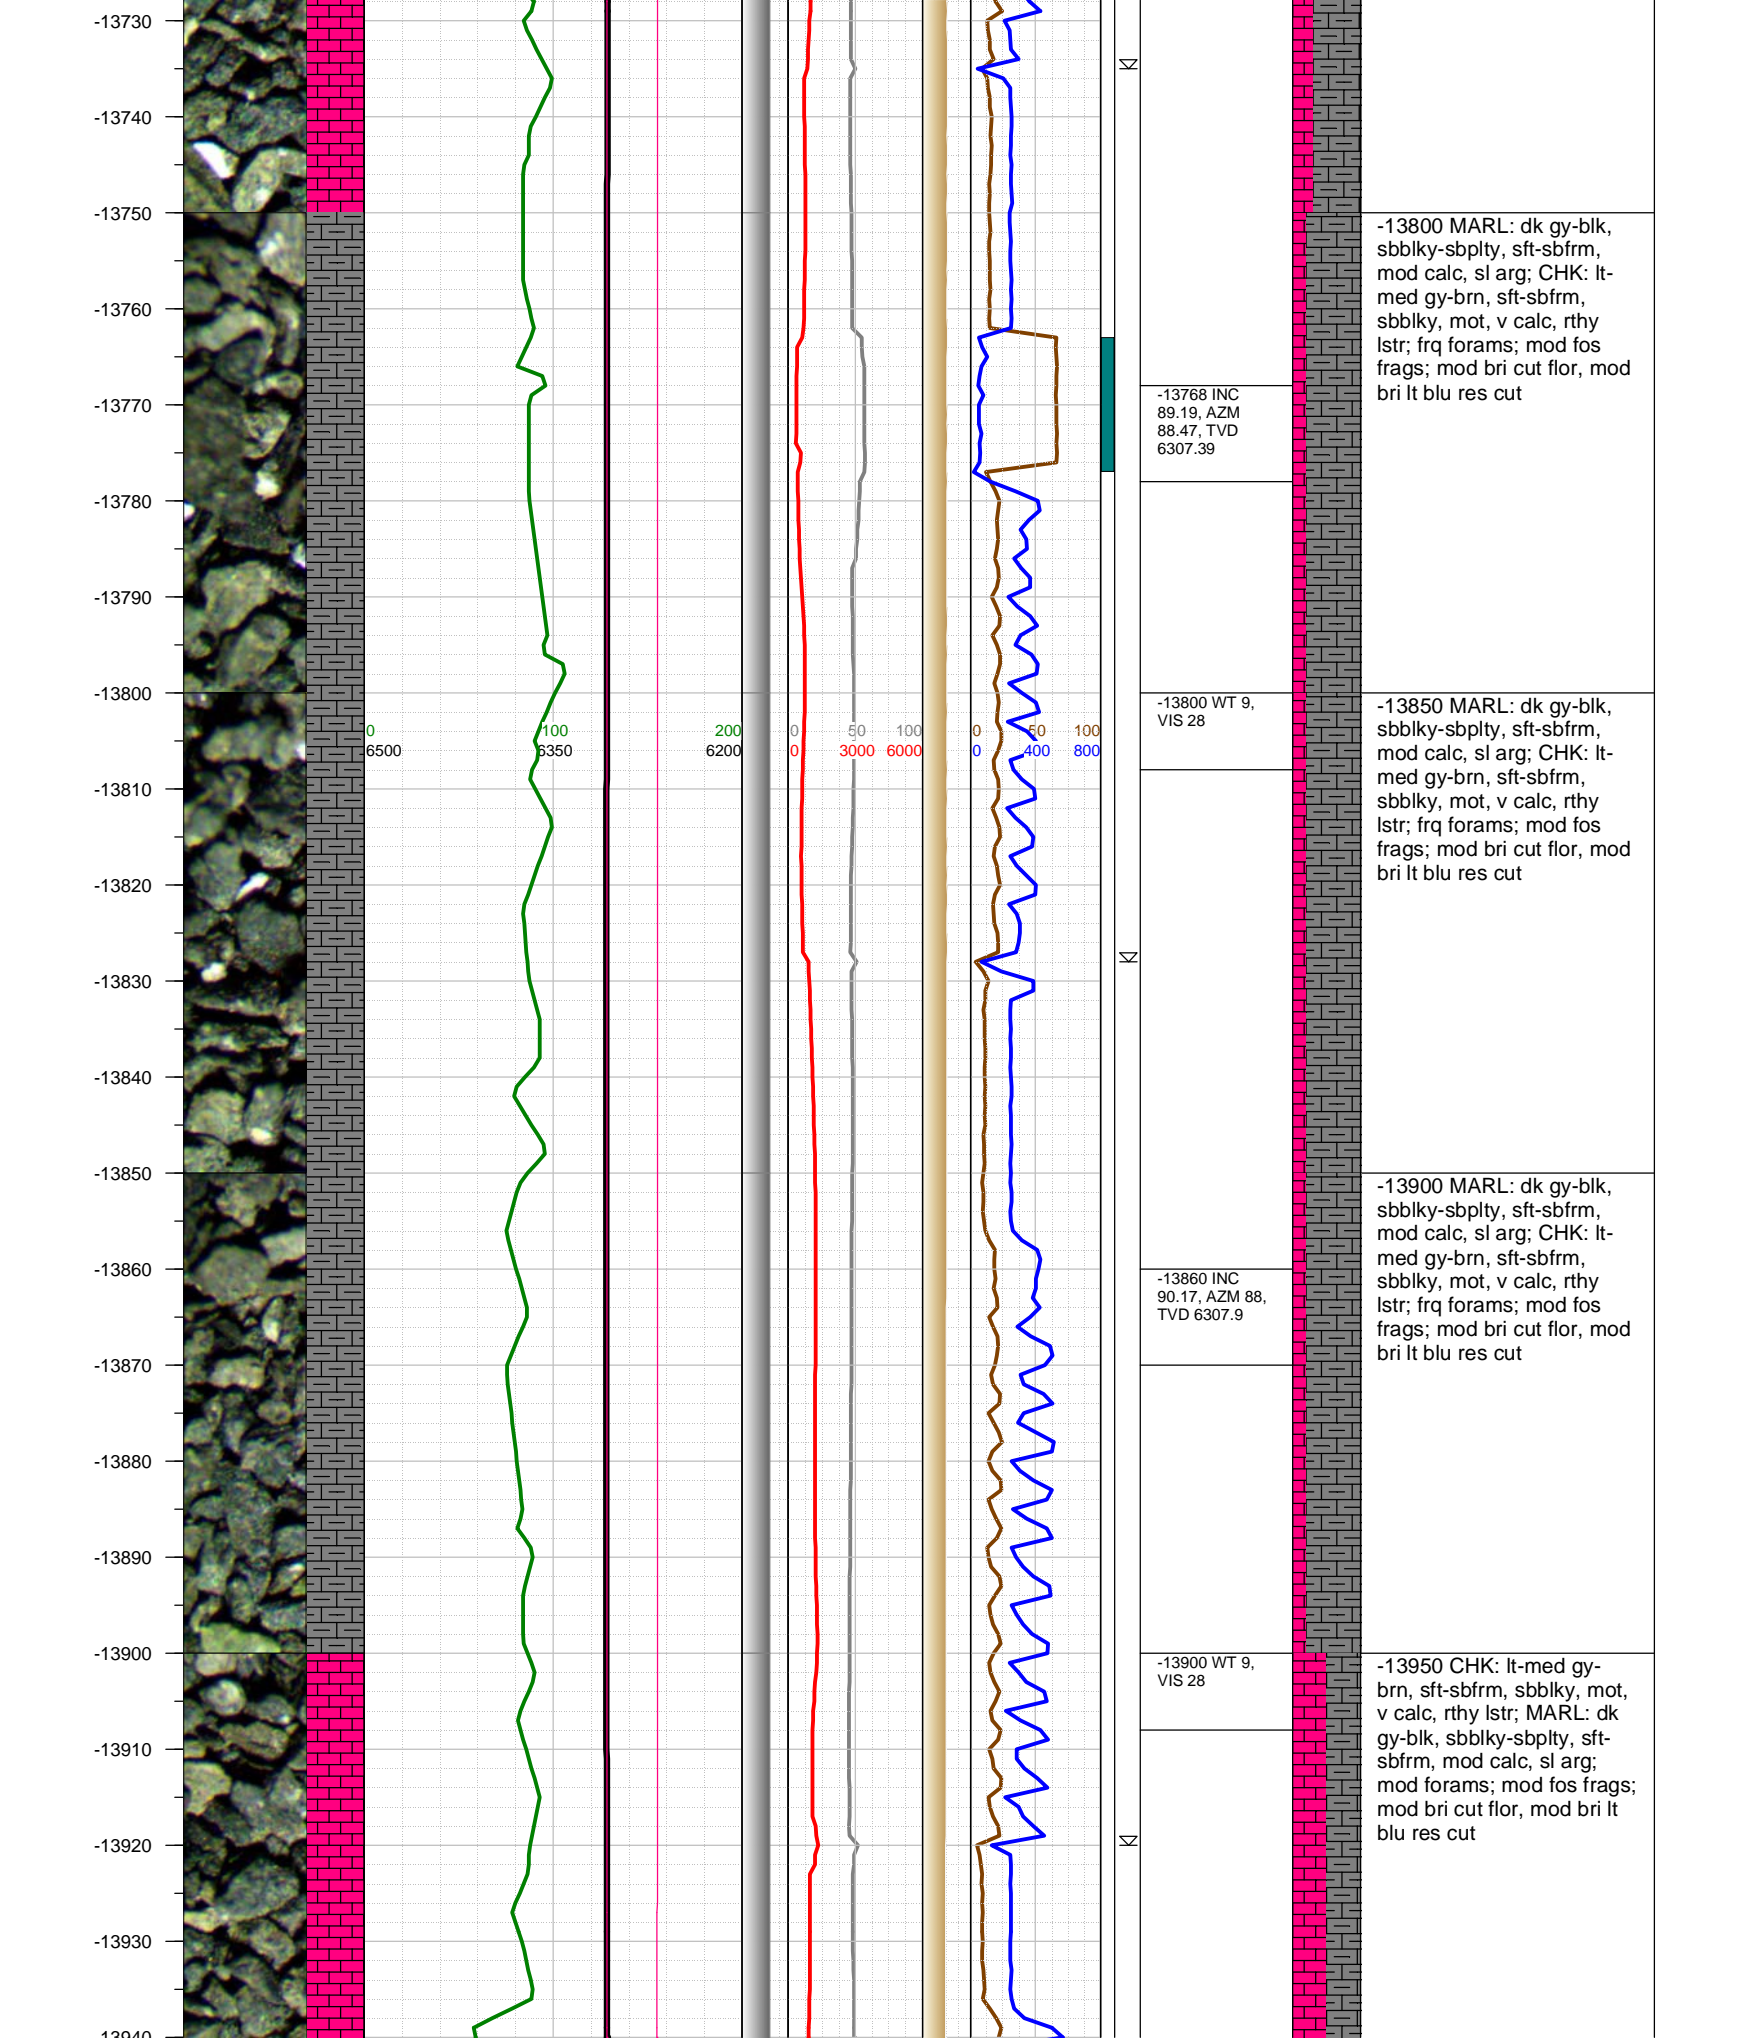 -13730
-13740
-13750
-13760
-13770
-13780
-13790
-13800
-13810
-13820
-13830
-13840
-13850
-13860
-13870
-13880
-13890
-13900
-13910
-13920
-13930
-13940
0 100 200
6500 6350 6200
0 50 100
0 3000 6000
0 50 100
0 400 800
-13768 INC
89.19, AZM
88.47, TVD
6307.39
-13800 WT 9,
VIS 28
-13860 INC
90.17, AZM 88,
TVD 6307.9
-13900 WT 9,
VIS 28
-13800 MARL: dk gy-blk,
sbblky-sbplty, sft-sbfrm,
mod calc, sl arg; CHK: lt-
med gy-brn, sft-sbfrm,
sbblky, mot, v calc, rthy
lstr; frq forams; mod fos
frags; mod bri cut flor, mod
bri lt blu res cut
-13850 MARL: dk gy-blk,
sbblky-sbplty, sft-sbfrm,
mod calc, sl arg; CHK: lt-
med gy-brn, sft-sbfrm,
sbblky, mot, v calc, rthy
lstr; frq forams; mod fos
frags; mod bri cut flor, mod
bri lt blu res cut
-13900 MARL: dk gy-blk,
sbblky-sbplty, sft-sbfrm,
mod calc, sl arg; CHK: lt-
med gy-brn, sft-sbfrm,
sbblky, mot, v calc, rthy
lstr; frq forams; mod fos
frags; mod bri cut flor, mod
bri lt blu res cut
-13950 CHK: lt-med gy-
brn, sft-sbfrm, sbblky, mot,
v calc, rthy lstr; MARL: dk
gy-blk, sbblky-sbplty, sft-
sbfrm, mod calc, sl arg;
mod forams; mod fos frags;
mod bri cut flor, mod bri lt
blu res cut